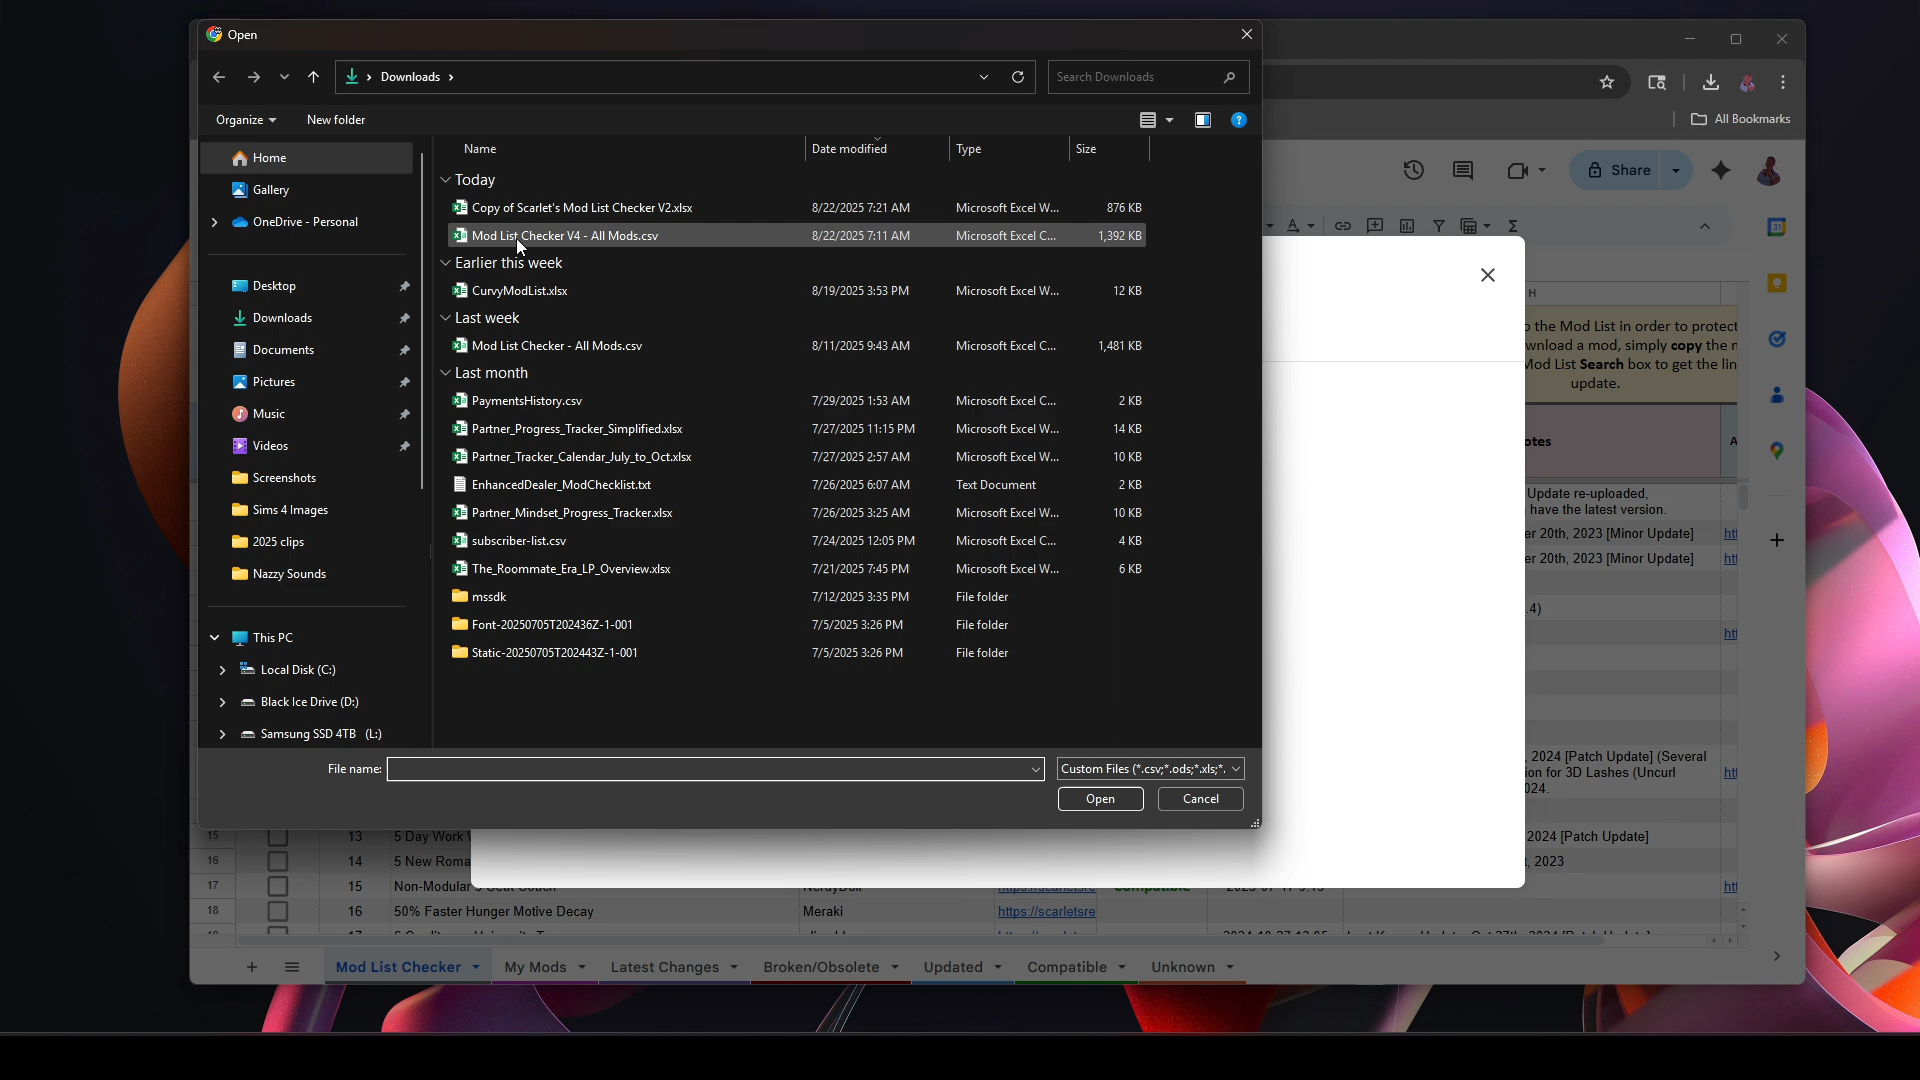 Open
Downloads
Search Downloads
Organize
New folder
Name
Date modified
Type
Size
Home
Gallery
OneDrive - Personal
Desktop
Downloads
Documents
Pictures
Music
Videos
Screenshots
Sims 4 Images
2025 clips
Nazzy Sounds
This PC
Local Disk (C:)
Black Ice Drive (D:)
Samsung SSD 4TB (L:)
Today
Copy of Scarlet's Mod List Checker V2.xlsx 8/22/2025 7:21 AM Microsoft Excel W... 876 KB
Mod List Checker V4 - All Mods.csv 8/22/2025 7:11 AM Microsoft Excel C... 1,392 KB
Earlier this week
CurvyModList.xlsx 8/19/2025 3:53 PM Microsoft Excel W... 12 KB
Last week
Mod List Checker - All Mods.csv 8/11/2025 9:43 AM Microsoft Excel C... 1,481 KB
Last month
PaymentsHistory.csv 7/29/2025 1:53 AM Microsoft Excel C... 2 KB
Partner_Progress_Tracker_Simplified.xlsx 7/27/2025 11:15 PM Microsoft Excel W... 14 KB
Partner_Tracker_Calendar_July_to_Oct.xlsx 7/27/2025 2:57 AM Microsoft Excel W... 10 KB
EnhancedDealer_ModChecklist.txt 7/26/2025 6:07 AM Text Document 2 KB
Partner_Mindset_Progress_Tracker.xlsx 7/26/2025 3:25 AM Microsoft Excel W... 10 KB
subscriber-list.csv 7/24/2025 12:05 PM Microsoft Excel C... 4 KB
The_Roommate_Era_LP_Overview.xlsx 7/21/2025 7:45 PM Microsoft Excel W... 6 KB
mssdk 7/12/2025 3:35 PM File folder
Font-20250705T202436Z-1-001 7/5/2025 3:26 PM File folder
Static-20250705T202443Z-1-001 7/5/2025 3:26 PM File folder
File name:
Custom Files (*.csv;*.ods;*.xls;*.
Open
Cancel
All Bookmarks
Share
31
H
o the Mod List in order to protect
wnload a mod, simply copy the n
Mod List Search box to get the lin
update.
otes
A
Update re-uploaded,
have the latest version.
er 20th, 2023 [Minor Update] htt
er 20th, 2023 [Minor Update] htt
.4)
htt
, 2024 [Patch Update] (Several
ion for 3D Lashes (Uncurl htt
024.
15 13 5 Day Work 2024 [Patch Update]
16 14 5 New Roma , 2023
17 15 Non-Modular htt
18 16 50% Faster Hunger Motive Decay Meraki https://scarletsre
Mod List Checker
My Mods
Latest Changes
Broken/Obsolete
Updated
Compatible
Unknown